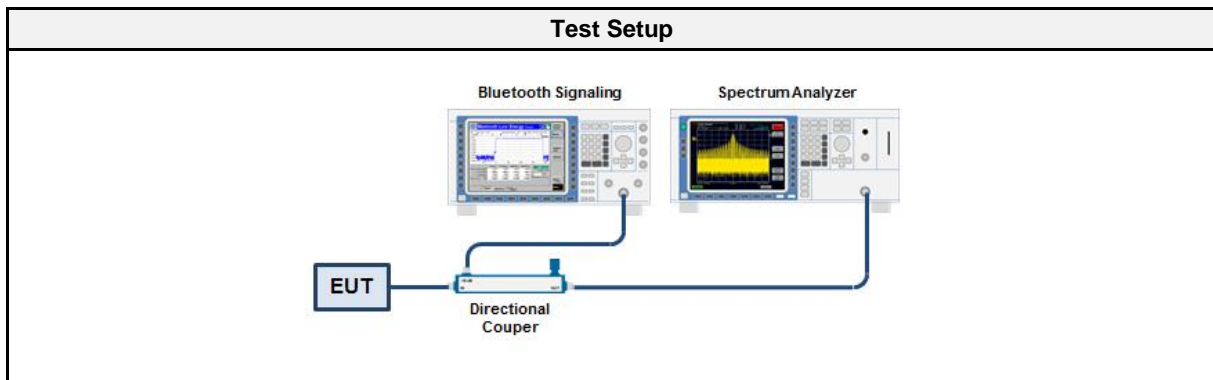 Test Setup
Bluetooth Signaling
Spectrum Analyzer
EUT
Directional
Couper